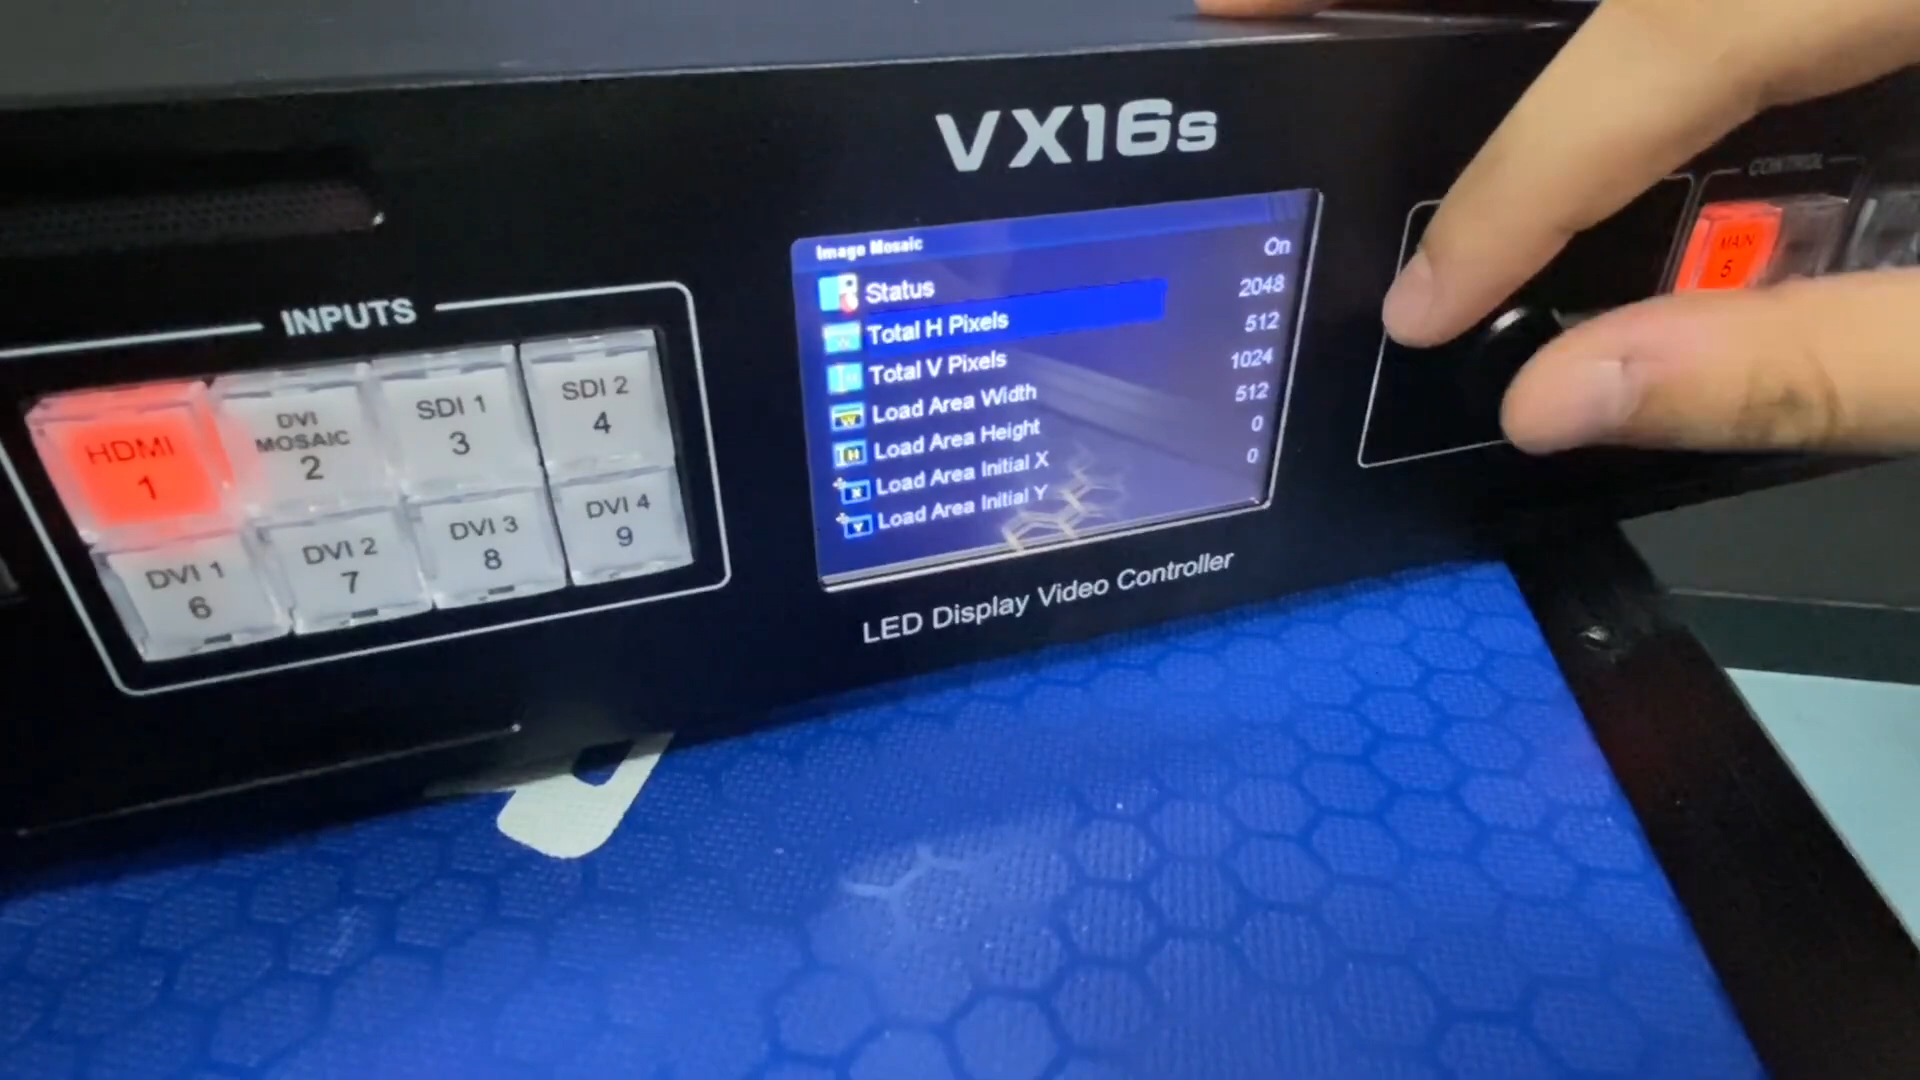 VX16s
CONTROL
MAIN
5
INPUTS
HDMI
1
DVI
MOSAIC
2
SDI 1
3
SDI 2
4
DVI 1
6
DVI 2
7
DVI 3
8
DVI 4
9
Image Mosaic
Status On
Total H Pixels 2048
Total V Pixels 512
Load Area Width 1024
Load Area Height 512
Load Area Initial X 0
Load Area Initial Y 0
LED Display Video Controller